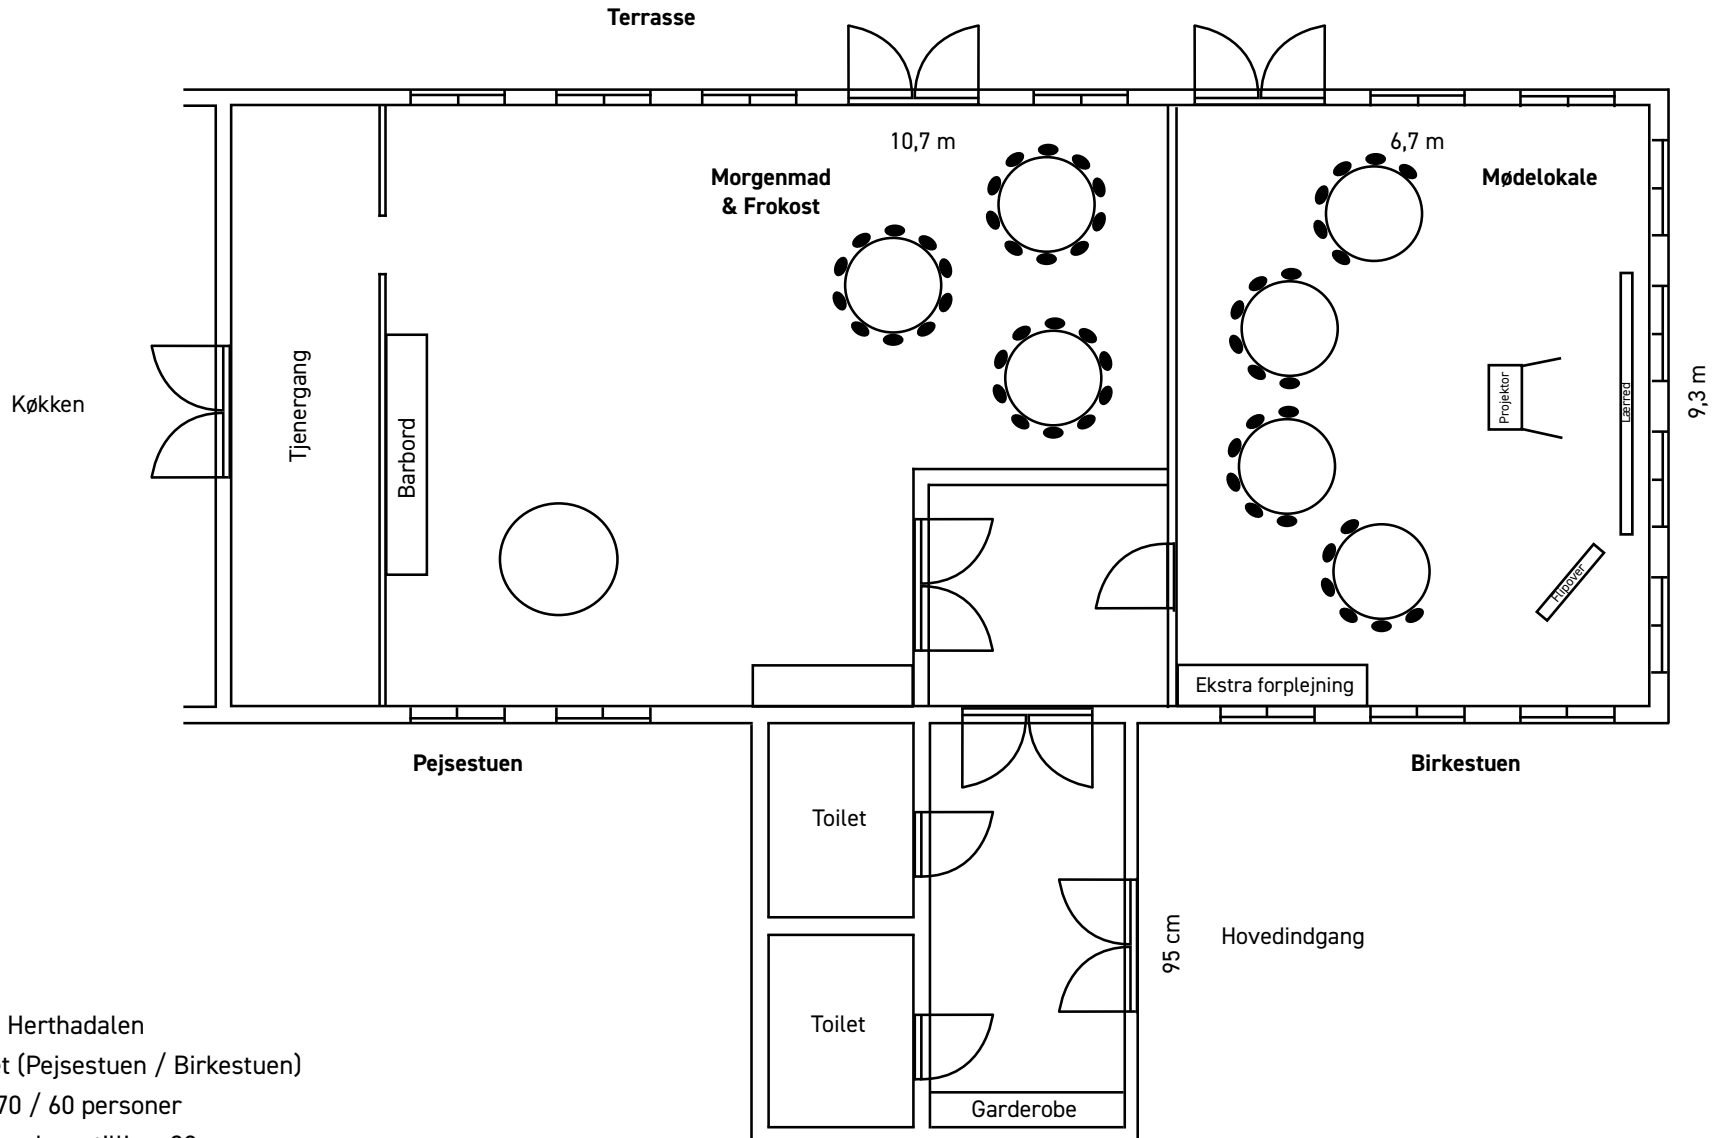 Terrasse
10,7 m
6,7 m
Morgenmad
& Frokost
Mødelokale
Køkken
Tjenergang
Barbord
Projektor
Lærred
9,3 m
Flipover
Ekstra forplejning
Pejsestuen
Birkestuen
Toilet
95 cm
Hovedindgang
Toilet
Garderobe
Herthadalen
(Pejsestuen / Birkestuen)
70 / 60 personer